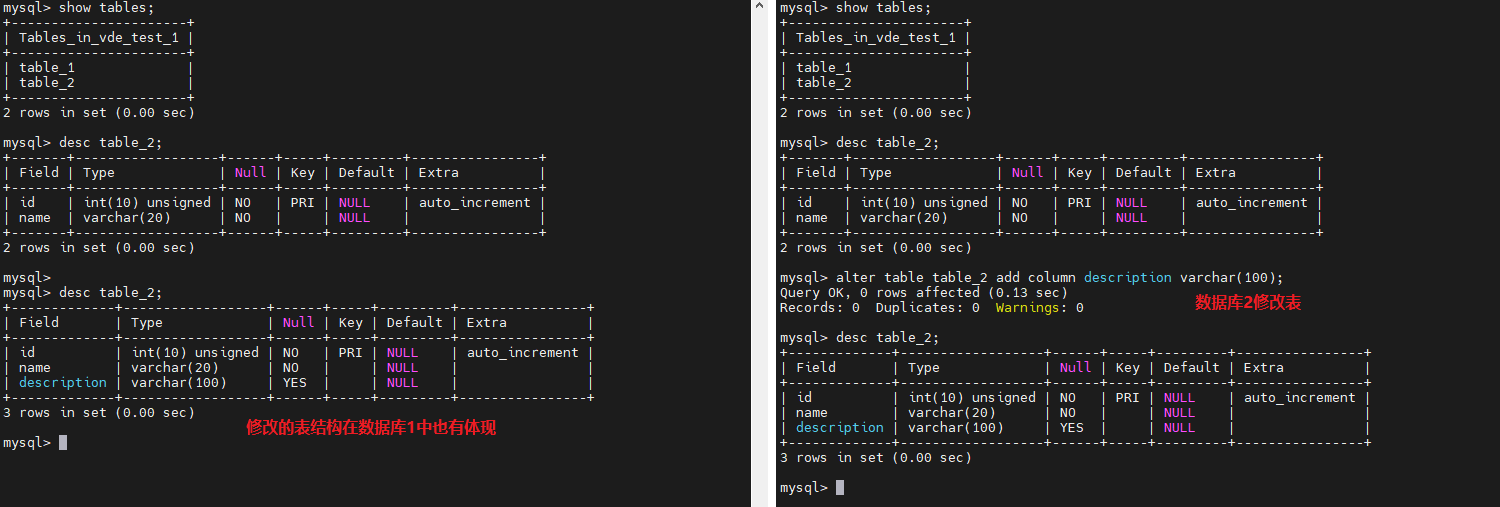 mysql> show tables;
+----------------------+
| Tables_in_vde_test_1 |
+----------------------+
| table_1              |
| table_2              |
+----------------------+
2 rows in set (0.00 sec)

mysql> desc table_2;
+-------+------------------+------+-----+---------+----------------+
| Field | Type             | Null | Key | Default | Extra          |
+-------+------------------+------+-----+---------+----------------+
| id    | int(10) unsigned | NO   | PRI | NULL    | auto_increment |
| name  | varchar(20)      | NO   |     | NULL    |                |
+-------+------------------+------+-----+---------+----------------+
2 rows in set (0.00 sec)

mysql>
mysql> desc table_2;
+-------------+------------------+------+-----+---------+----------------+
| Field       | Type             | Null | Key | Default | Extra          |
+-------------+------------------+------+-----+---------+----------------+
| id          | int(10) unsigned | NO   | PRI | NULL    | auto_increment |
| name        | varchar(20)      | NO   |     | NULL    |                |
| description | varchar(100)     | YES  |     | NULL    |                |
+-------------+------------------+------+-----+---------+----------------+
3 rows in set (0.00 sec)
修改的表结构在数据库1中也有体现
mysql>

mysql> show tables;
+----------------------+
| Tables_in_vde_test_1 |
+----------------------+
| table_1              |
| table_2              |
+----------------------+
2 rows in set (0.00 sec)

mysql> desc table_2;
+-------+------------------+------+-----+---------+----------------+
| Field | Type             | Null | Key | Default | Extra          |
+-------+------------------+------+-----+---------+----------------+
| id    | int(10) unsigned | NO   | PRI | NULL    | auto_increment |
| name  | varchar(20)      | NO   |     | NULL    |                |
+-------+------------------+------+-----+---------+----------------+
2 rows in set (0.00 sec)

mysql> alter table table_2 add column description varchar(100);
Query OK, 0 rows affected (0.13 sec)
数据库2修改表
Records: 0  Duplicates: 0  Warnings: 0

mysql> desc table_2;
+-------------+------------------+------+-----+---------+----------------+
| Field       | Type             | Null | Key | Default | Extra          |
+-------------+------------------+------+-----+---------+----------------+
| id          | int(10) unsigned | NO   | PRI | NULL    | auto_increment |
| name        | varchar(20)      | NO   |     | NULL    |                |
| description | varchar(100)     | YES  |     | NULL    |                |
+-------------+------------------+------+-----+---------+----------------+
3 rows in set (0.00 sec)

mysql>